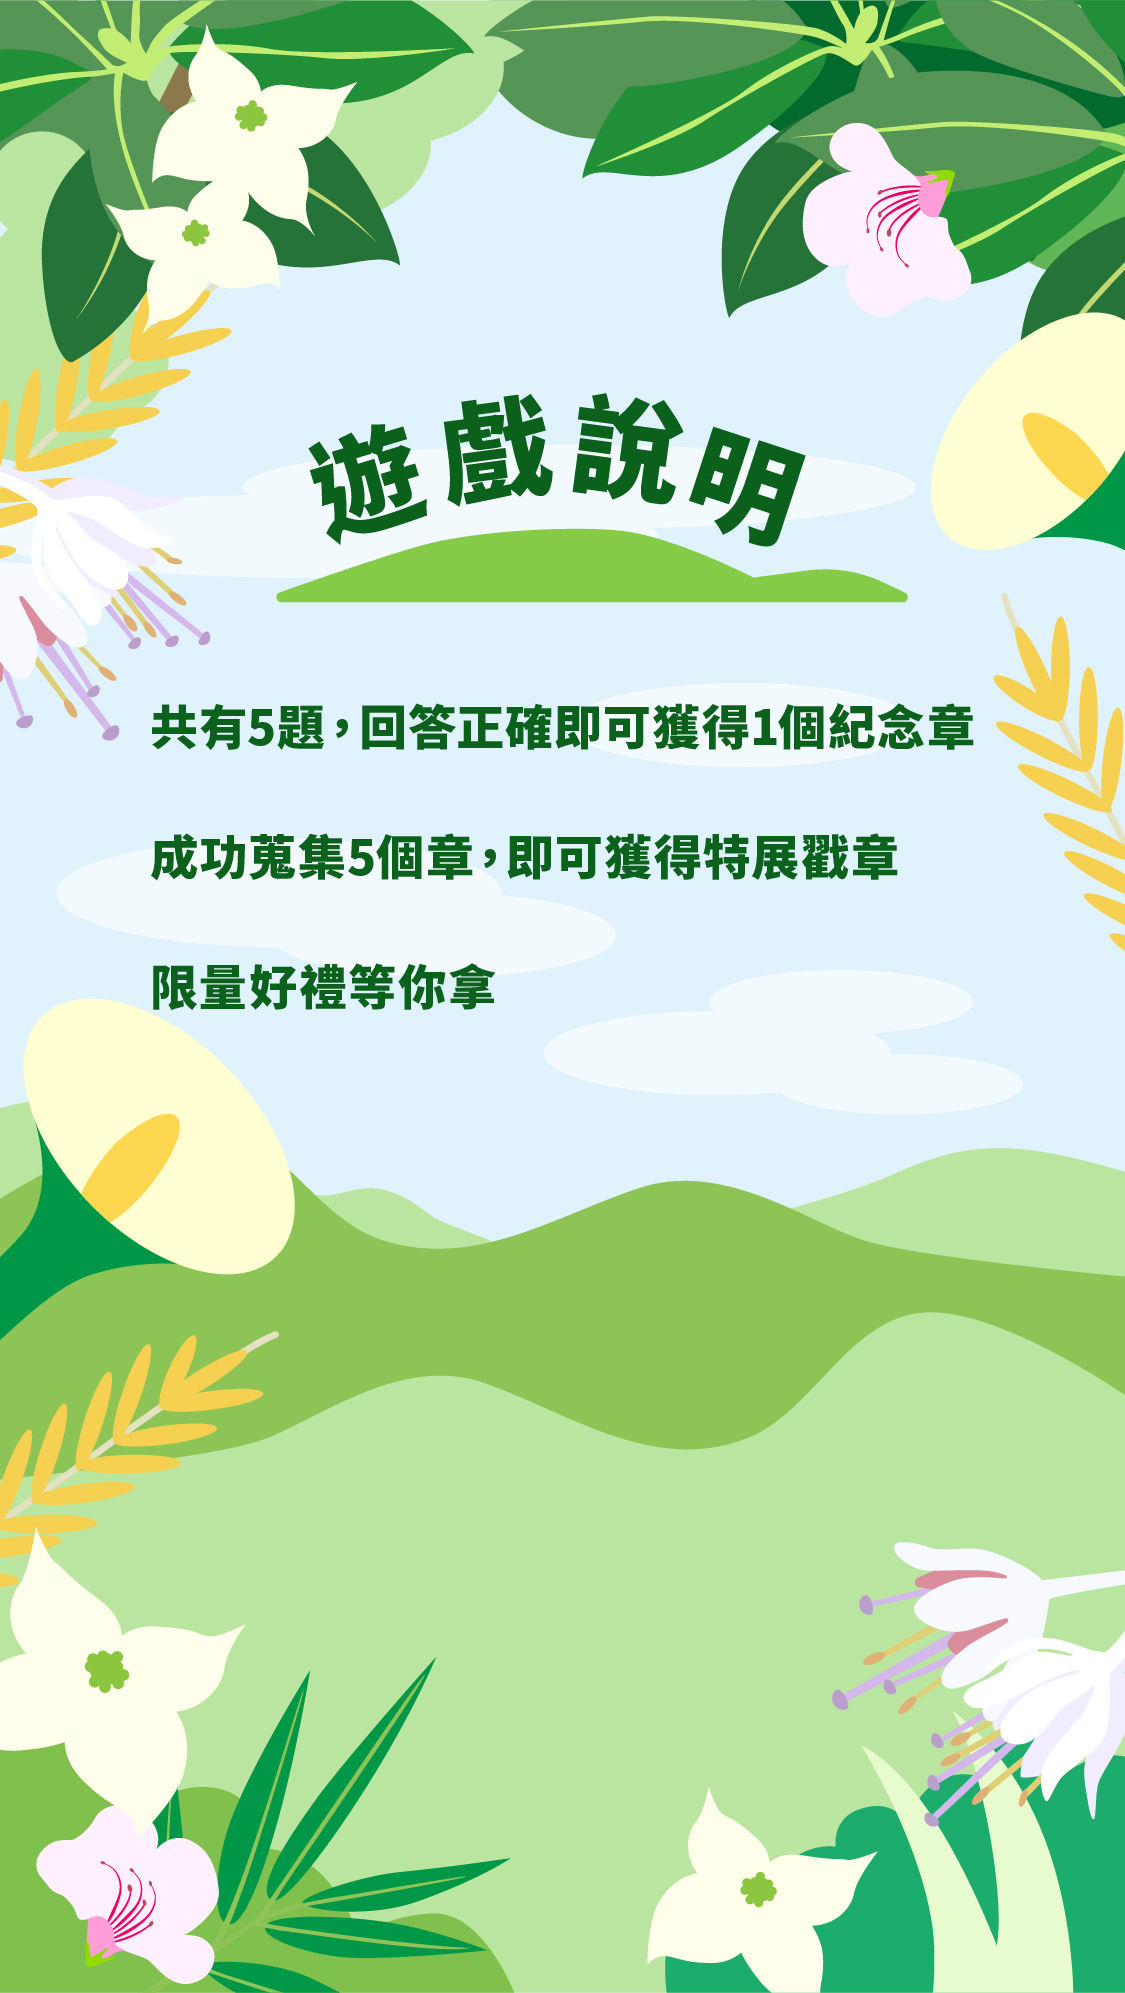 遊戲說明
共有5題，回答正確即可獲得1個紀念章
成功蒐集5個章，即可獲得特展戳章
限量好禮等你拿